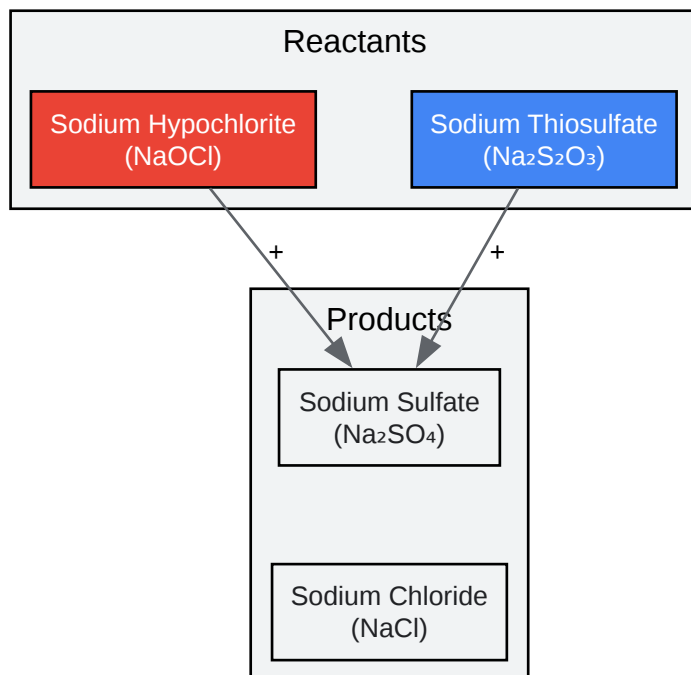 Reactants
Sodium Hypochlorite
(NaOCl)
Sodium Thiosulfate
(Na₂S₂O₃)
+
+
Products
Sodium Sulfate
(Na₂SO₄)
Sodium Chloride
(NaCl)